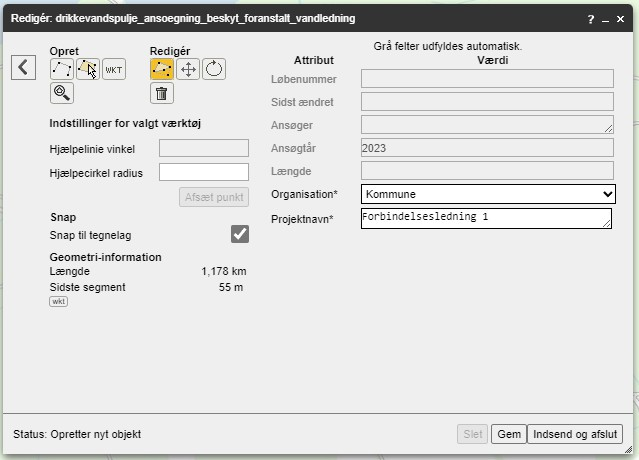 Redigér: drikkevandspulje_ansoegning_beskyt_foranstalt_vandledning
Opret
Redigér
WKT
Indstillinger for valgt værktøj
Hjælpelinie vinkel
Hjælpecirkel radius
Afsæt punkt
Snap
Snap til tegnelag
Geometri-information
Længde 1,178 km
Sidste segment 55 m
wkt
Grå felter udfyldes automatisk.
Attribut Værdi
Løbenummer
Sidst ændret
Ansøger
Ansøgtår 2023
Længde
Organisation* Kommune
Projektnavn* Forbindelsesledning 1
Status: Opretter nyt objekt
Slet Gem Indsend og afslut